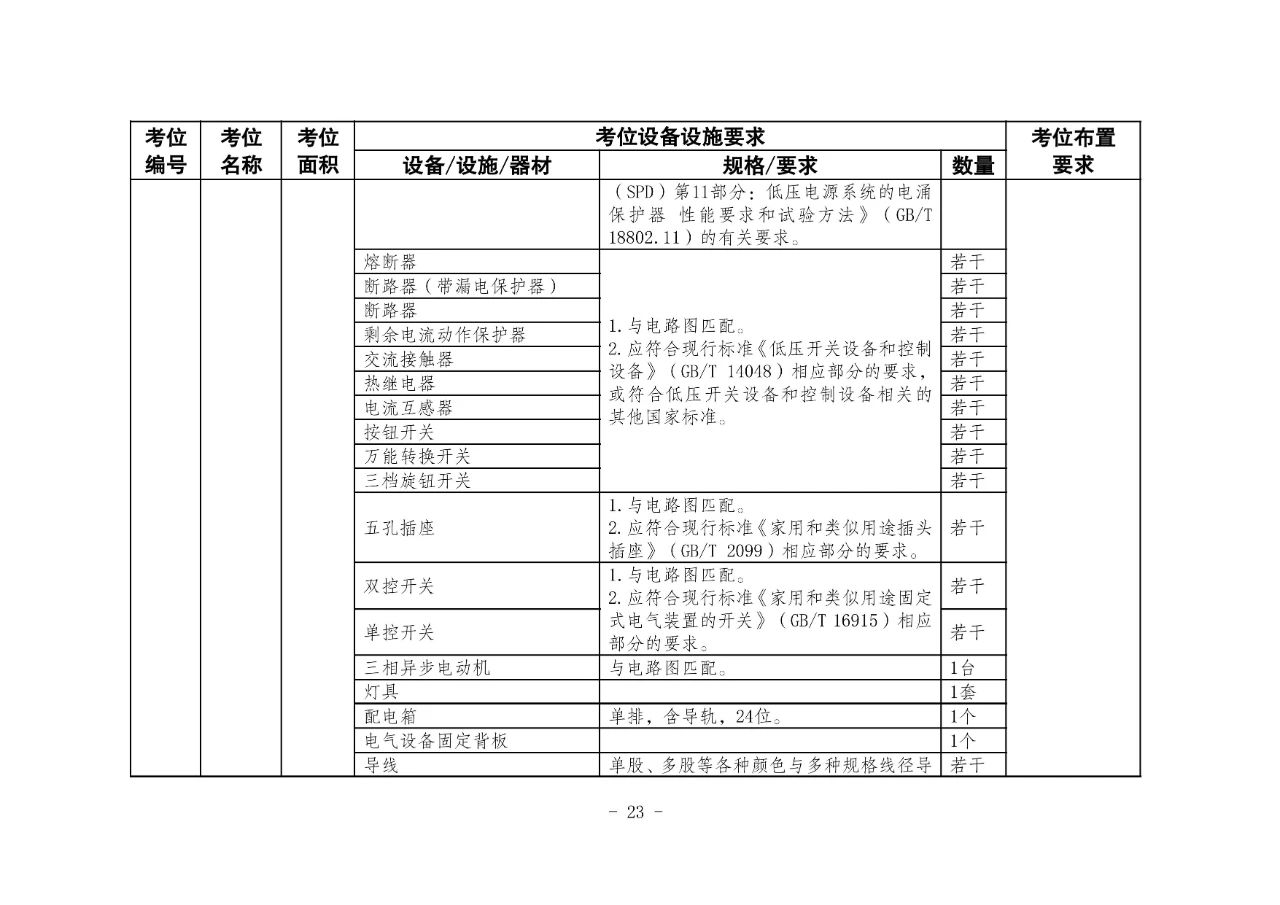 考位编号
考位名称
考位面积
考位设备设施要求
考位布置要求
设备/设施/器材
规格/要求
数量
（SPD）第11部分：低压电源系统的电涌
保护器 性能要求和试验方法》（GB/T
18802.11）的有关要求。
熔断器
若干
断路器（带漏电保护器）
若干
断路器
若干
剩余电流动作保护器
若干
交流接触器
若干
热继电器
若干
电流互感器
若干
按钮开关
若干
万能转换开关
若干
三档旋钮开关
若干
1.与电路图匹配。
2.应符合现行标准《低压开关设备和控制
设备》（GB/T 14048）相应部分的要求，
或符合低压开关设备和控制设备相关的
其他国家标准。
五孔插座
1.与电路图匹配。
2.应符合现行标准《家用和类似用途插头
插座》（GB/T 2099）相应部分的要求。
若干
双控开关
若干
单控开关
若干
1.与电路图匹配。
2.应符合现行标准《家用和类似用途固定
式电气装置的开关》（GB/T 16915）相应
部分的要求。
三相异步电动机
与电路图匹配。
1台
灯具
1套
配电箱
单排，含导轨，24位。
1个
电气设备固定背板
1个
导线
单股、多股等各种颜色与多种规格线径导
若干
- 23 -